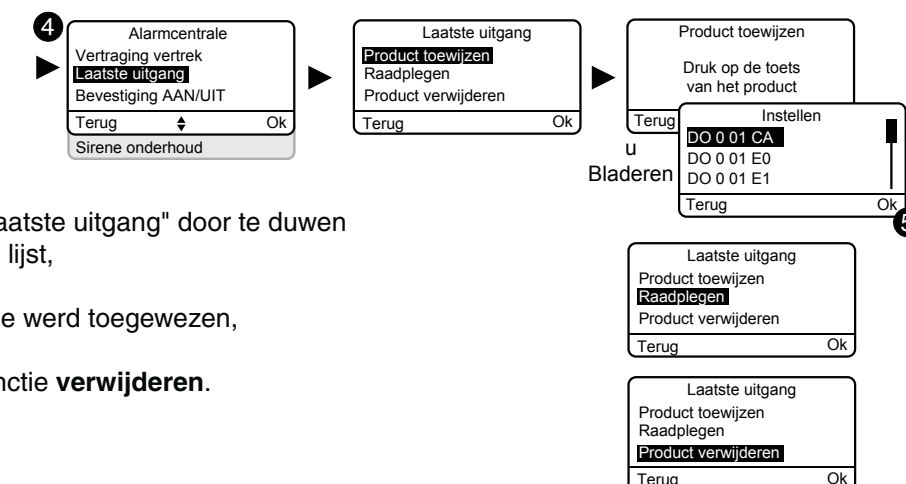 4
Alarmcentrale
Vertraging vertrek
Laatste uitgang
Bevestiging AAN/UIT
Terug Ok
Sirene onderhoud
Laatste uitgang
Product toewijzen
Raadplegen
Product verwijderen
Terug Ok
Product toewijzen
Druk op de toets
van het product
Terug
u
Bladeren
Instellen
DO 0 01 CA
DO 0 01 E0
DO 0 01 E1
Terug Ok
5
aatste uitgang" door te duwen
lijst,
e werd toegewezen,
nctie verwijderen.
Laatste uitgang
Product toewijzen
Raadplegen
Product verwijderen
Terug Ok
Laatste uitgang
Product toewijzen
Raadplegen
Product verwijderen
Terug Ok